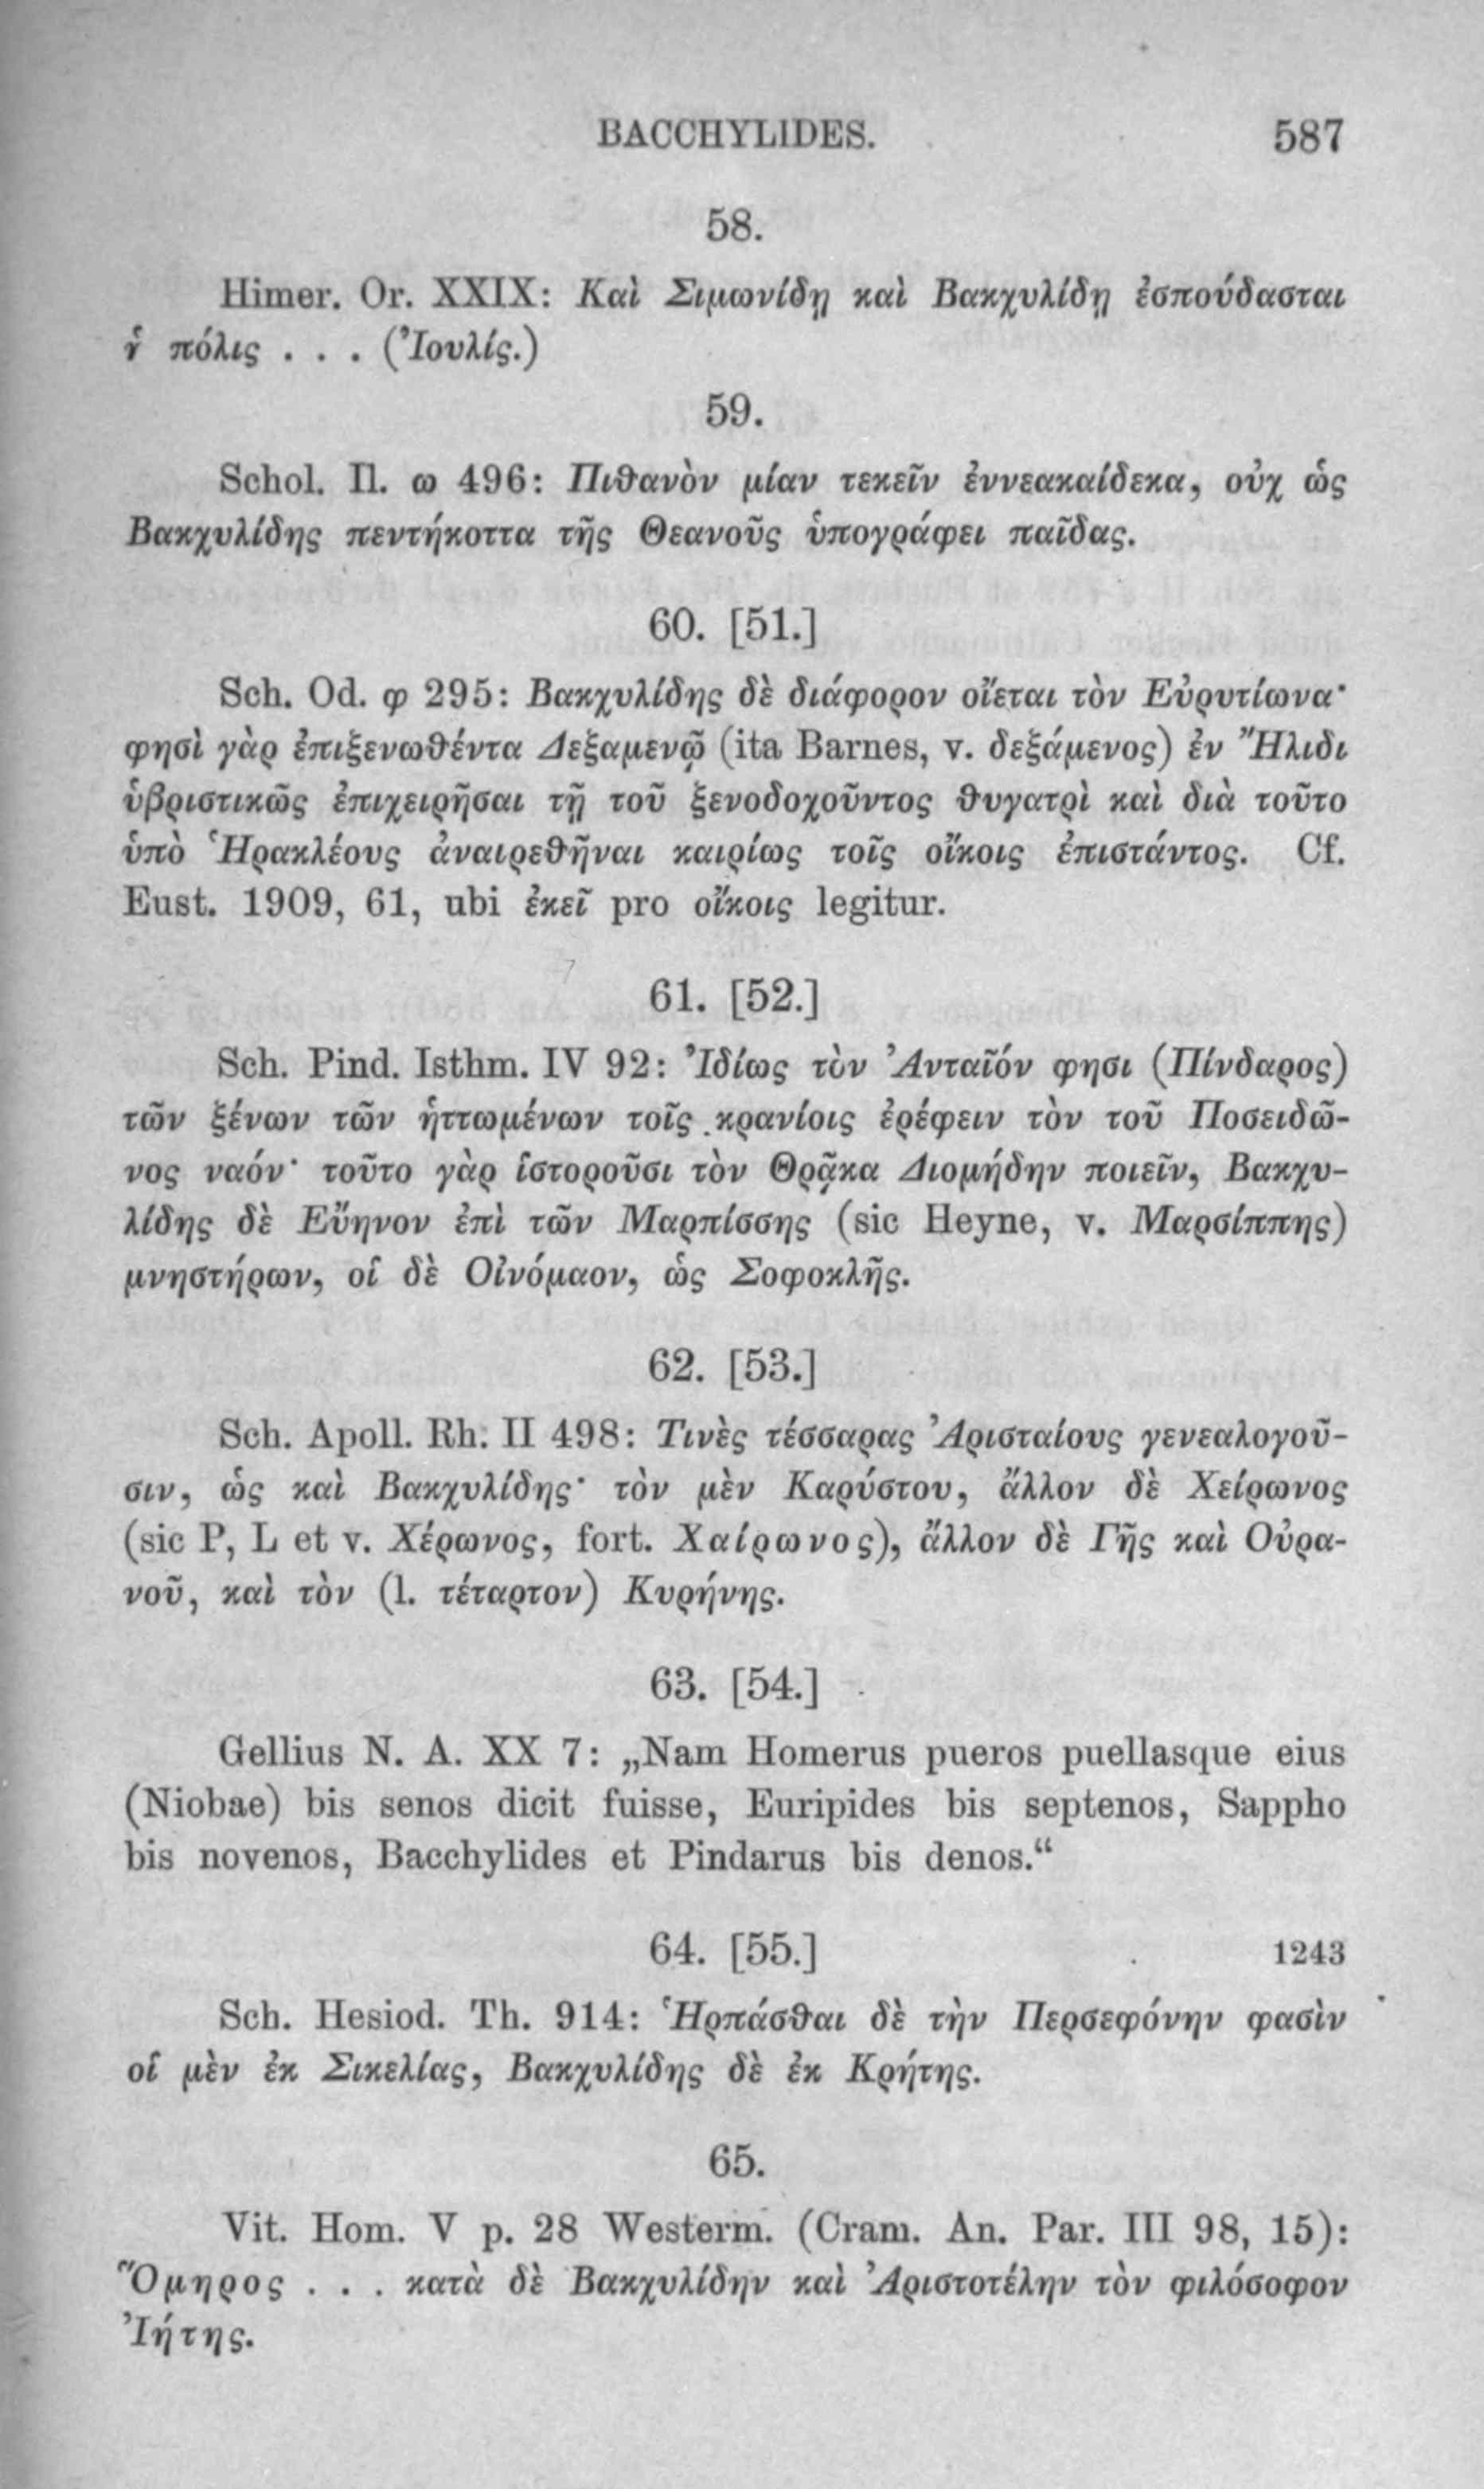 BACCHYLIDES. 587
58.
Himer. Or. XXIX: Καὶ Σιμωνίδῃ καὶ Βακχυλίδῃ ἐσπούδασται
πόλις . . . (Ἰουλίς.)
59.
Schol. Il. ω 496: Πιθανὸν μίαν τεκεῖν ἐννεακαίδεκα, οὐχ ὡς
Βακχυλίδης πεντήκοττα τῆς Θεανοῦς ὑπογράφει παῖδας.
60. [51.]
Sch. Od. φ 295: Βακχυλίδης δὲ διάφορον οἴεται τὸν Εὐρυτίωνα·
φησὶ γὰρ ἐπιξενωθέντα Δεξαμενῷ (ita Barnes, v. δεξάμενος) ἐν Ἤλιδι
ὑβριστικῶς ἐπιχειρῆσαι τῇ τοῦ ξενοδοχοῦντος θυγατρὶ καὶ διὰ τοῦτο
ὑπὸ Ἡρακλέους ἀναιρεθῆναι καιρίως τοῖς οἴκοις ἐπιστάντος. Cf.
Eust. 1909, 61, ubi ἐκεῖ pro οἴκοις legitur.
61. [52.]
Sch. Pind. Isthm. IV 92: Ἰδίως τὸν Ἀνταῖόν φησι (Πίνδαρος)
τῶν ξένων τῶν ἡττωμένων τοῖς κρανίοις ἐρέφειν τὸν τοῦ Ποσειδῶ-
νος ναόν· τοῦτο γὰρ ἱστοροῦσι τὸν Θρᾷκα Διομήδην ποιεῖν, Βακχυ-
λίδης δὲ Εὔηνον ἐπὶ τῶν Μαρπίσσης (sic Heyne, v. Μαρσίππης)
μνηστήρων, οἱ δὲ Οἰνόμαον, ὡς Σοφοκλῆς.
62. [53.]
Sch. Apoll. Rh. II 498: Τινὲς τέσσαρας Ἀρισταίους γενεαλογοῦ-
σιν, ὡς καὶ Βακχυλίδης· τὸν μὲν Καρύστου, ἄλλον δὲ Χείρωνος
(sic P, L et v. Χέρωνος, fort. Χαίρωνος), ἄλλον δὲ Γῆς καὶ Οὐρα-
νοῦ, καὶ τὸν (l. τέταρτον) Κυρήνης.
63. [54.]
Gellius N. A. XX 7: „Nam Homerus pueros puellasque eius
(Niobae) bis senos dicit fuisse, Euripides bis septenos, Sappho
bis novenos, Bacchylides et Pindarus bis denos.“
64. [55.] 1243
Sch. Hesiod. Th. 914: Ἡρπάσθαι δὲ τὴν Περσεφόνην φασὶν
οἱ μὲν ἐκ Σικελίας, Βακχυλίδης δὲ ἐκ Κρήτης.
65.
Vit. Hom. V p. 28 Westerm. (Cram. An. Par. III 98, 15):
Ὅμηρος . . . κατὰ δὲ Βακχυλίδην καὶ Ἀριστοτέλην τὸν φιλόσοφον
Ἰήτης.